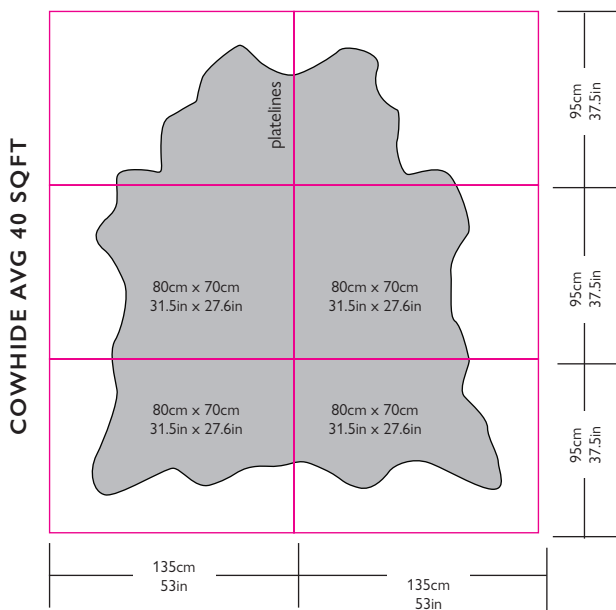 COWHIDE AVG 40 SQFT
platelines
80cm x 70cm
31.5in x 27.6in
80cm x 70cm
31.5in x 27.6in
80cm x 70cm
31.5in x 27.6in
80cm x 70cm
31.5in x 27.6in
95cm
37.5in
95cm
37.5in
95cm
37.5in
135cm
53in
135cm
53in